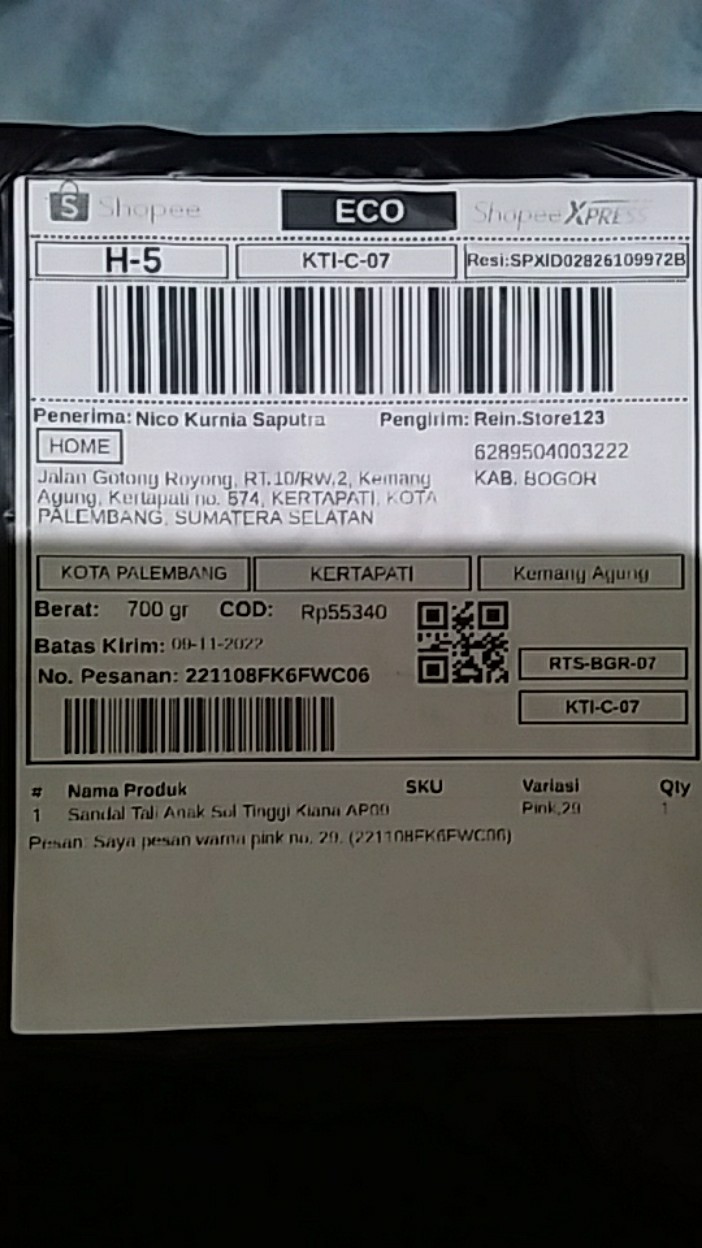 Shopee ECO Shopee XPRESS
H-5 KTI-C-07 Resi:SPXID02826109972B
Penerima: Nico Kurnia Saputra Pengirim: Rein.Store123
HOME 6289504003222
Jalan Gotong Royong, RT.10/RW.2, Kemang KAB. BOGOR
Agung, Kertapati no. 574, KERTAPATI, KOTA
PALEMBANG, SUMATERA SELATAN
KOTA PALEMBANG KERTAPATI Kemang Agung
Berat: 700 gr COD: Rp55340
Batas Kirim: 09-11-2022
RTS-BGR-07
No. Pesanan: 221108FK6FWC06
KTI-C-07
# Nama Produk SKU Variasi Qty
1 Sandal Tali Anak Sol Tinggi Kiana AP09 Pink,29 1
Pesan: Saya pesan warna pink no. 29. (221108FK6FWC06)